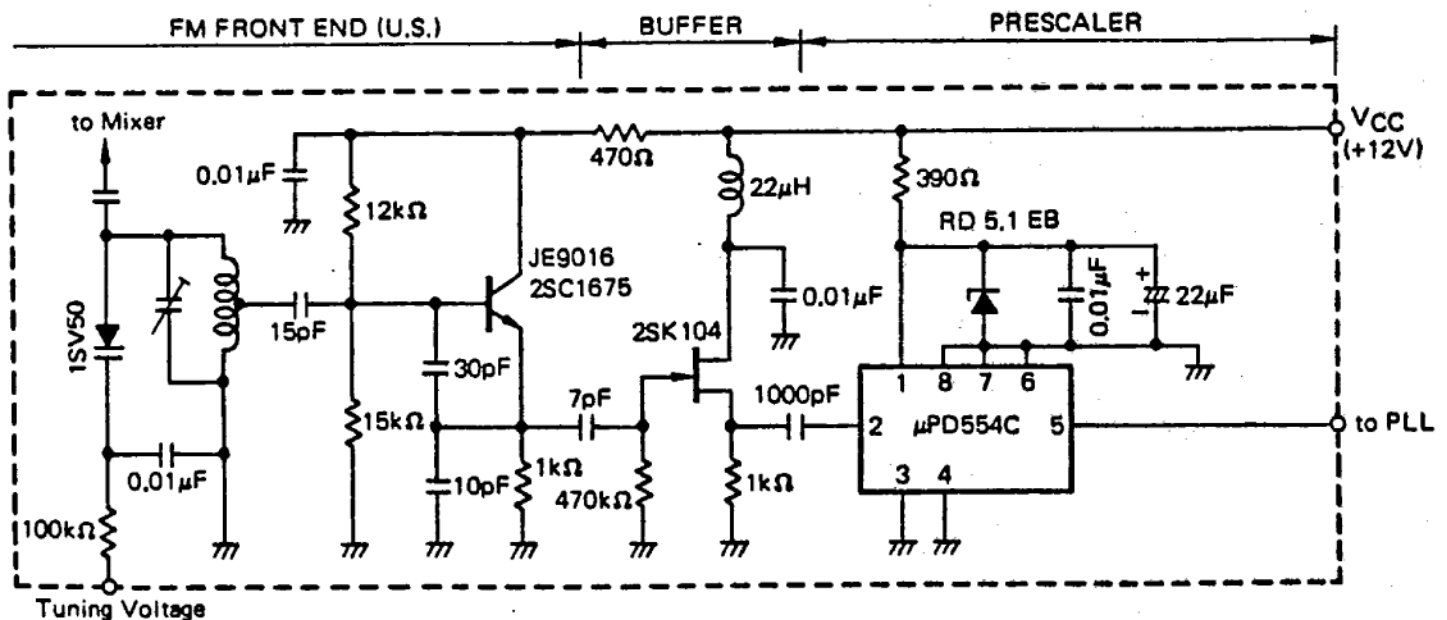 FM FRONT END (U.S.)
BUFFER
PRESCALER
to Mixer
VCC
(+12V)
0.01μF
470Ω
12kΩ
22μH
390Ω
RD 5.1 EB
JE9016
2SC1675
0.01μF
0.01μF
+
22μF
−
1SV50
15pF
2SK104
30pF
7pF
1000pF
1
8
7
6
15kΩ
2
μPD554C
5
to PLL
0.01μF
10pF
1kΩ
470kΩ
1kΩ
3
4
100kΩ
Tuning Voltage